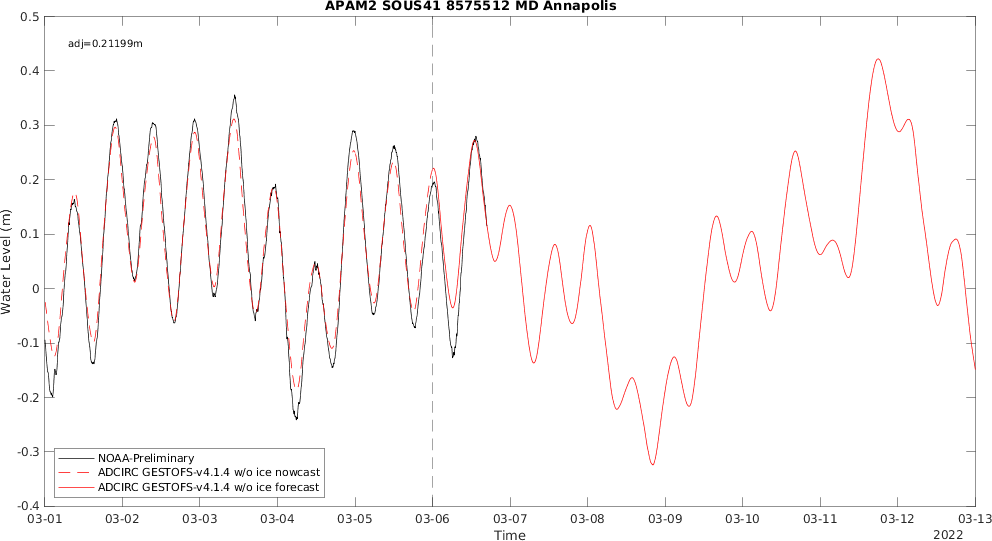 APAM2 SOUS41 8575512 MD Annapolis
adj=0.21199m
0.5
0.4
0.3
0.2
0.1
0
-0.1
-0.2
-0.3
-0.4
Water Level (m)
NOAA-Preliminary
ADCIRC GESTOFS-v4.1.4 w/o ice nowcast
ADCIRC GESTOFS-v4.1.4 w/o ice forecast
03-01 03-02 03-03 03-04 03-05 03-06 03-07 03-08 03-09 03-10 03-11 03-12 03-13
Time
2022